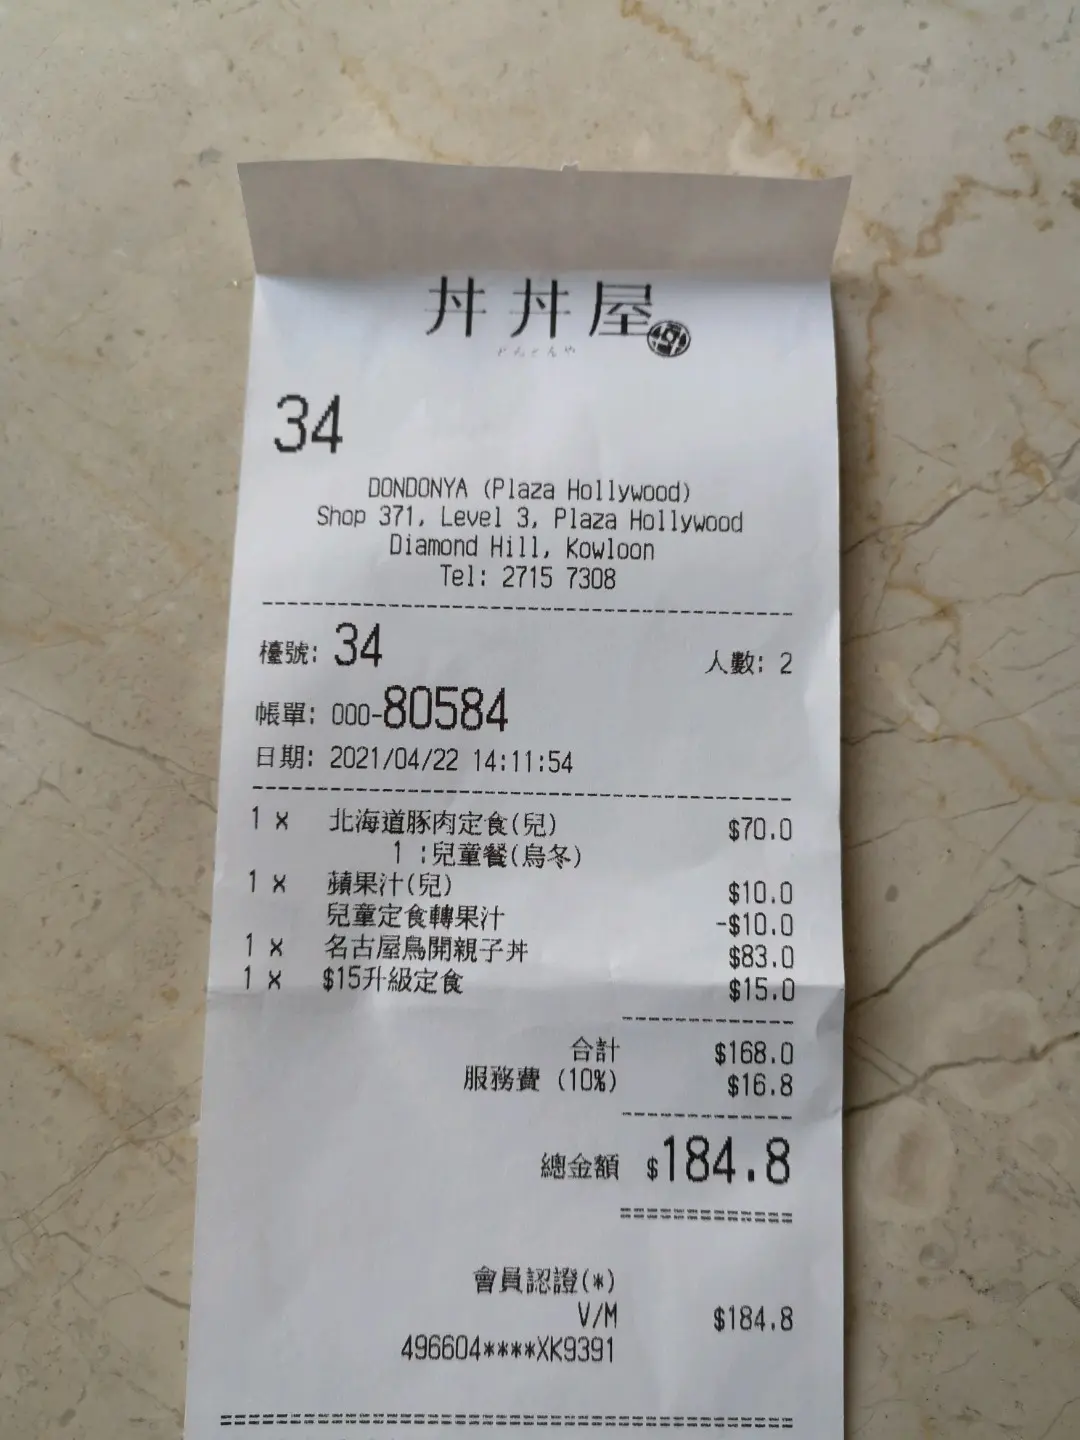 丼丼屋
どんどんや
34
DONDONYA (Plaza Hollywood)
Shop 371, Level 3, Plaza Hollywood
Diamond Hill, Kowloon
Tel: 2715 7308
檯號: 34 人數: 2
帳單: 000-80584
日期: 2021/04/22 14:11:54
1 x 北海道豚肉定食(兒) $70.0
1 :兒童餐(烏冬)
1 x 蘋果汁(兒) $10.0
兒童定食轉果汁 -$10.0
1 x 名古屋鳥開親子丼 $83.0
1 x $15升級定食 $15.0
合計 $168.0
服務費 (10%) $16.8
總金額 $184.8
會員認證(*)
V/M $184.8
496604****XK9391